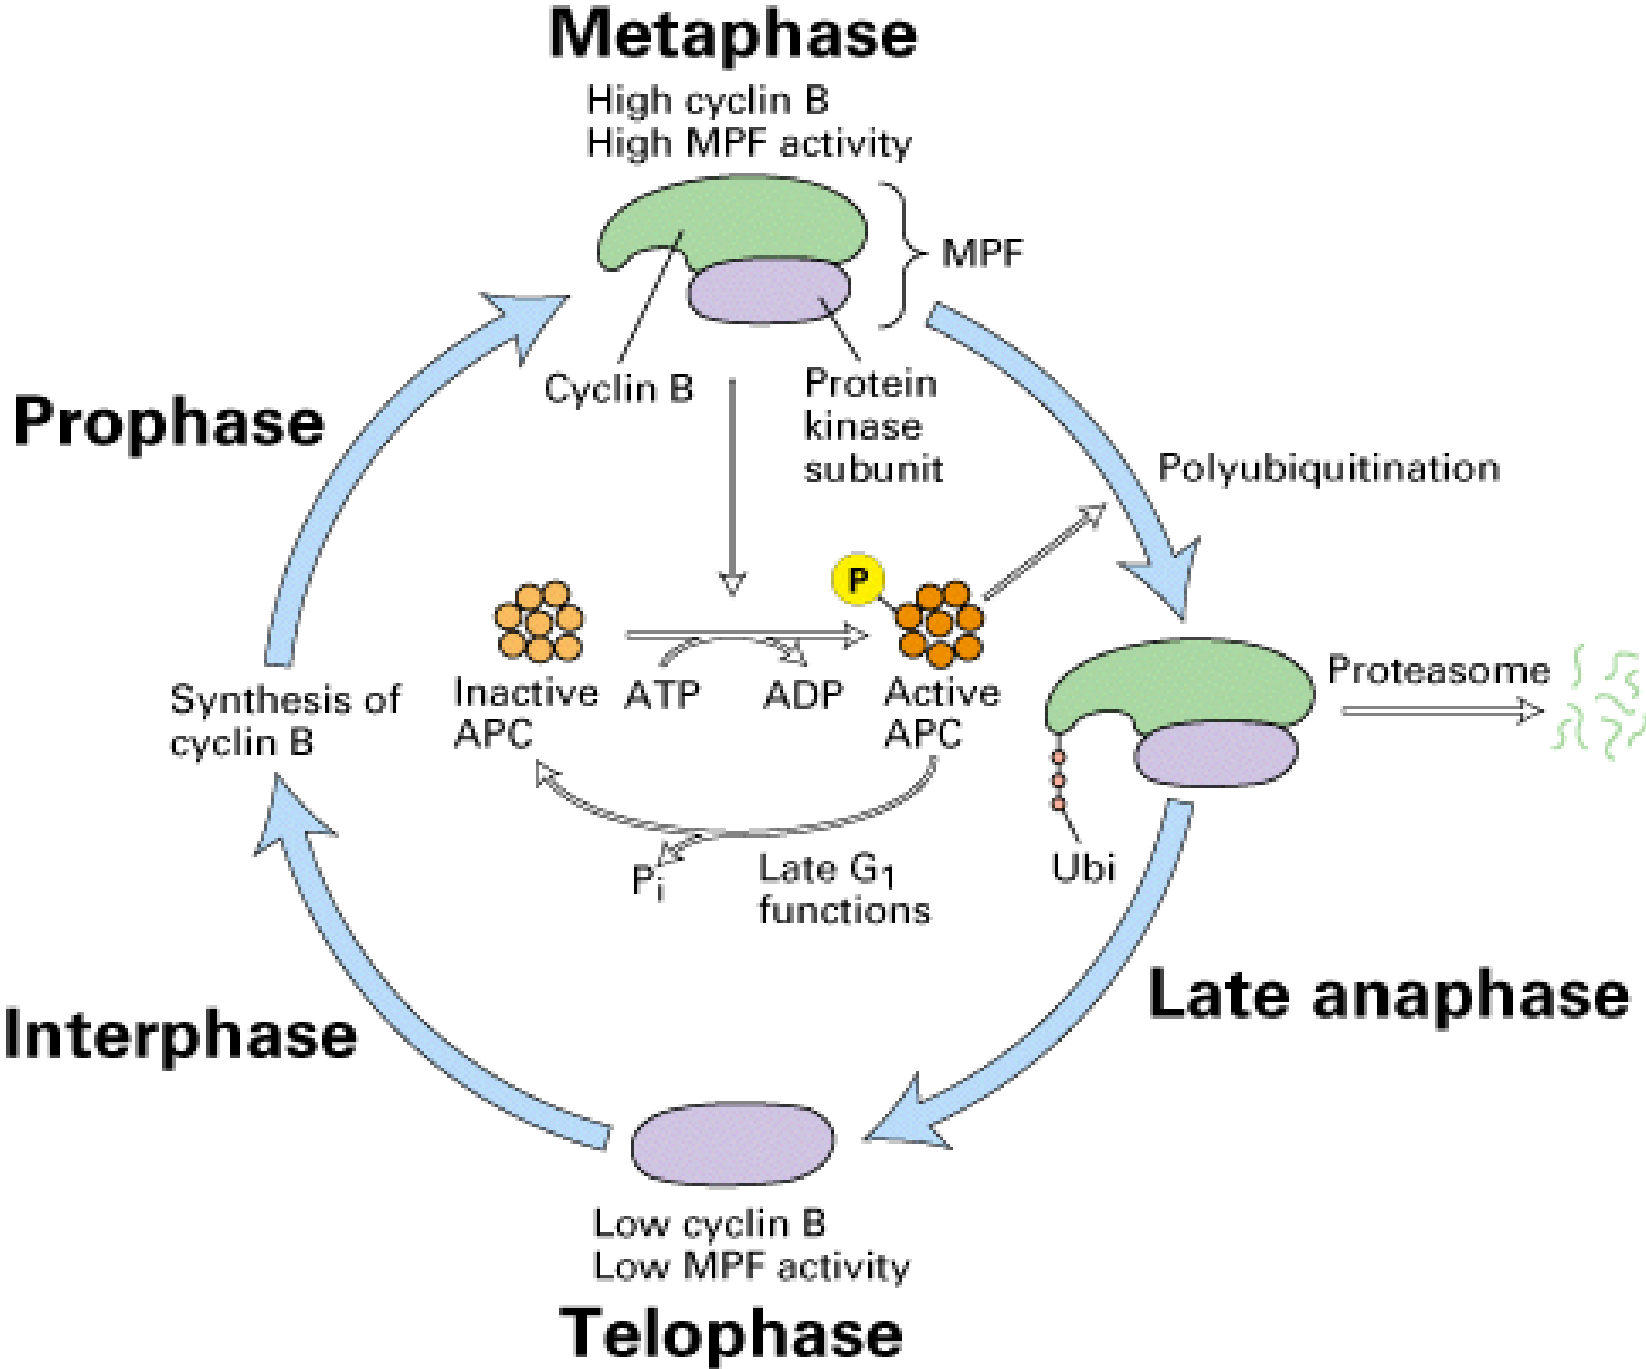 Metaphase
High cyclin B
High MPF activity
MPF
Cyclin B
Protein
kinase
subunit
Prophase
Polyubiquitination
P
Synthesis of
cyclin B
Inactive
APC
ATP
ADP
Active
APC
Proteasome
Pi
Late G1
functions
Ubi
Late anaphase
Interphase
Low cyclin B
Low MPF activity
Telophase